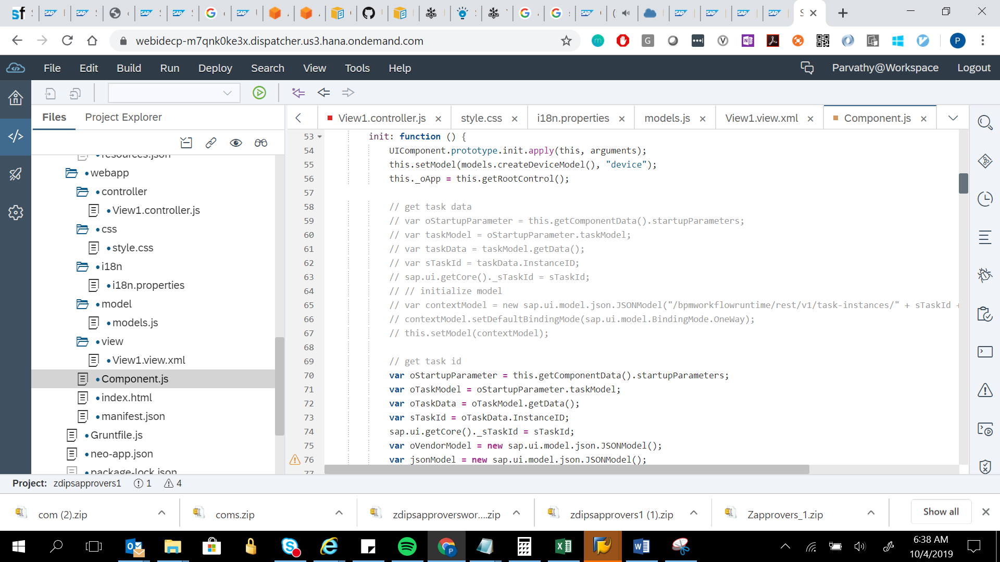 webidecp-m7qnk0ke3x.dispatcher.us3.hana.ondemand.com
File Edit Build Run Deploy Search View Tools Help Parvathy@Workspace Logout
Files Project Explorer
View1.controller.js style.css i18n.properties models.js View1.view.xml Component.js
resources.json
webapp
controller
View1.controller.js
css
style.css
i18n
i18n.properties
model
models.js
view
View1.view.xml
Component.js
index.html
manifest.json
Gruntfile.js
neo-app.json
package-lock.json
53 init: function () {
54 UIComponent.prototype.init.apply(this, arguments);
55 this.setModel(models.createDeviceModel(), "device");
56 this._oApp = this.getRootControl();
57
58 // get task data
59 // var oStartupParameter = this.getComponentData().startupParameters;
60 // var taskModel = oStartupParameter.taskModel;
61 // var taskData = taskModel.getData();
62 // var sTaskId = taskData.InstanceID;
63 // sap.ui.getCore()._sTaskId = sTaskId;
64 // // initialize model
65 // var contextModel = new sap.ui.model.json.JSONModel("/bpmworkflowruntime/rest/v1/task-instances/" + sTaskId +
66 // contextModel.setDefaultBindingMode(sap.ui.model.BindingMode.OneWay);
67 // this.setModel(contextModel);
68
69 // get task id
70 var oStartupParameter = this.getComponentData().startupParameters;
71 var oTaskModel = oStartupParameter.taskModel;
72 var oTaskData = oTaskModel.getData();
73 var sTaskId = oTaskData.InstanceID;
74 sap.ui.getCore()._sTaskId = sTaskId;
75 var oVendorModel = new sap.ui.model.json.JSONModel();
76 var jsonModel = new sap.ui.model.json.JSONModel();
77
Project: zdipsapprovers1 1 4
com (2).zip coms.zip zdipsapproverswor....zip zdipsapprovers1 (1).zip Zapprovers_1.zip Show all
6:38 AM
10/4/2019